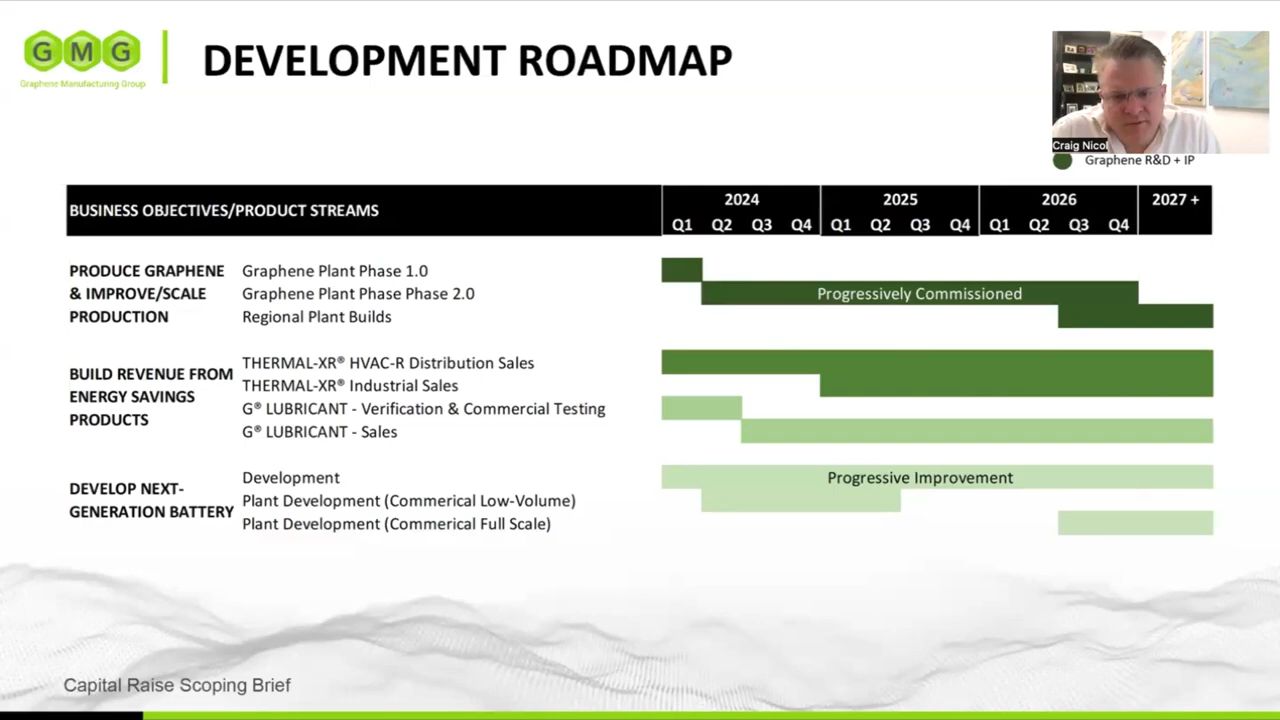 GMG
Graphene Manufacturing Group
DEVELOPMENT ROADMAP
Craig Nicol
Graphene R&D + IP
BUSINESS OBJECTIVES/PRODUCT STREAMS
2024 2025 2026 2027 +
Q1 Q2 Q3 Q4 Q1 Q2 Q3 Q4 Q1 Q2 Q3 Q4
PRODUCE GRAPHENE Graphene Plant Phase 1.0
& IMPROVE/SCALE Graphene Plant Phase Phase 2.0 Progressively Commissioned
PRODUCTION Regional Plant Builds
THERMAL-XR® HVAC-R Distribution Sales
BUILD REVENUE FROM
THERMAL-XR® Industrial Sales
ENERGY SAVINGS
G® LUBRICANT - Verification & Commercial Testing
PRODUCTS
G® LUBRICANT - Sales
Development Progressive Improvement
DEVELOP NEXT-
Plant Development (Commerical Low-Volume)
GENERATION BATTERY
Plant Development (Commerical Full Scale)
Capital Raise Scoping Brief